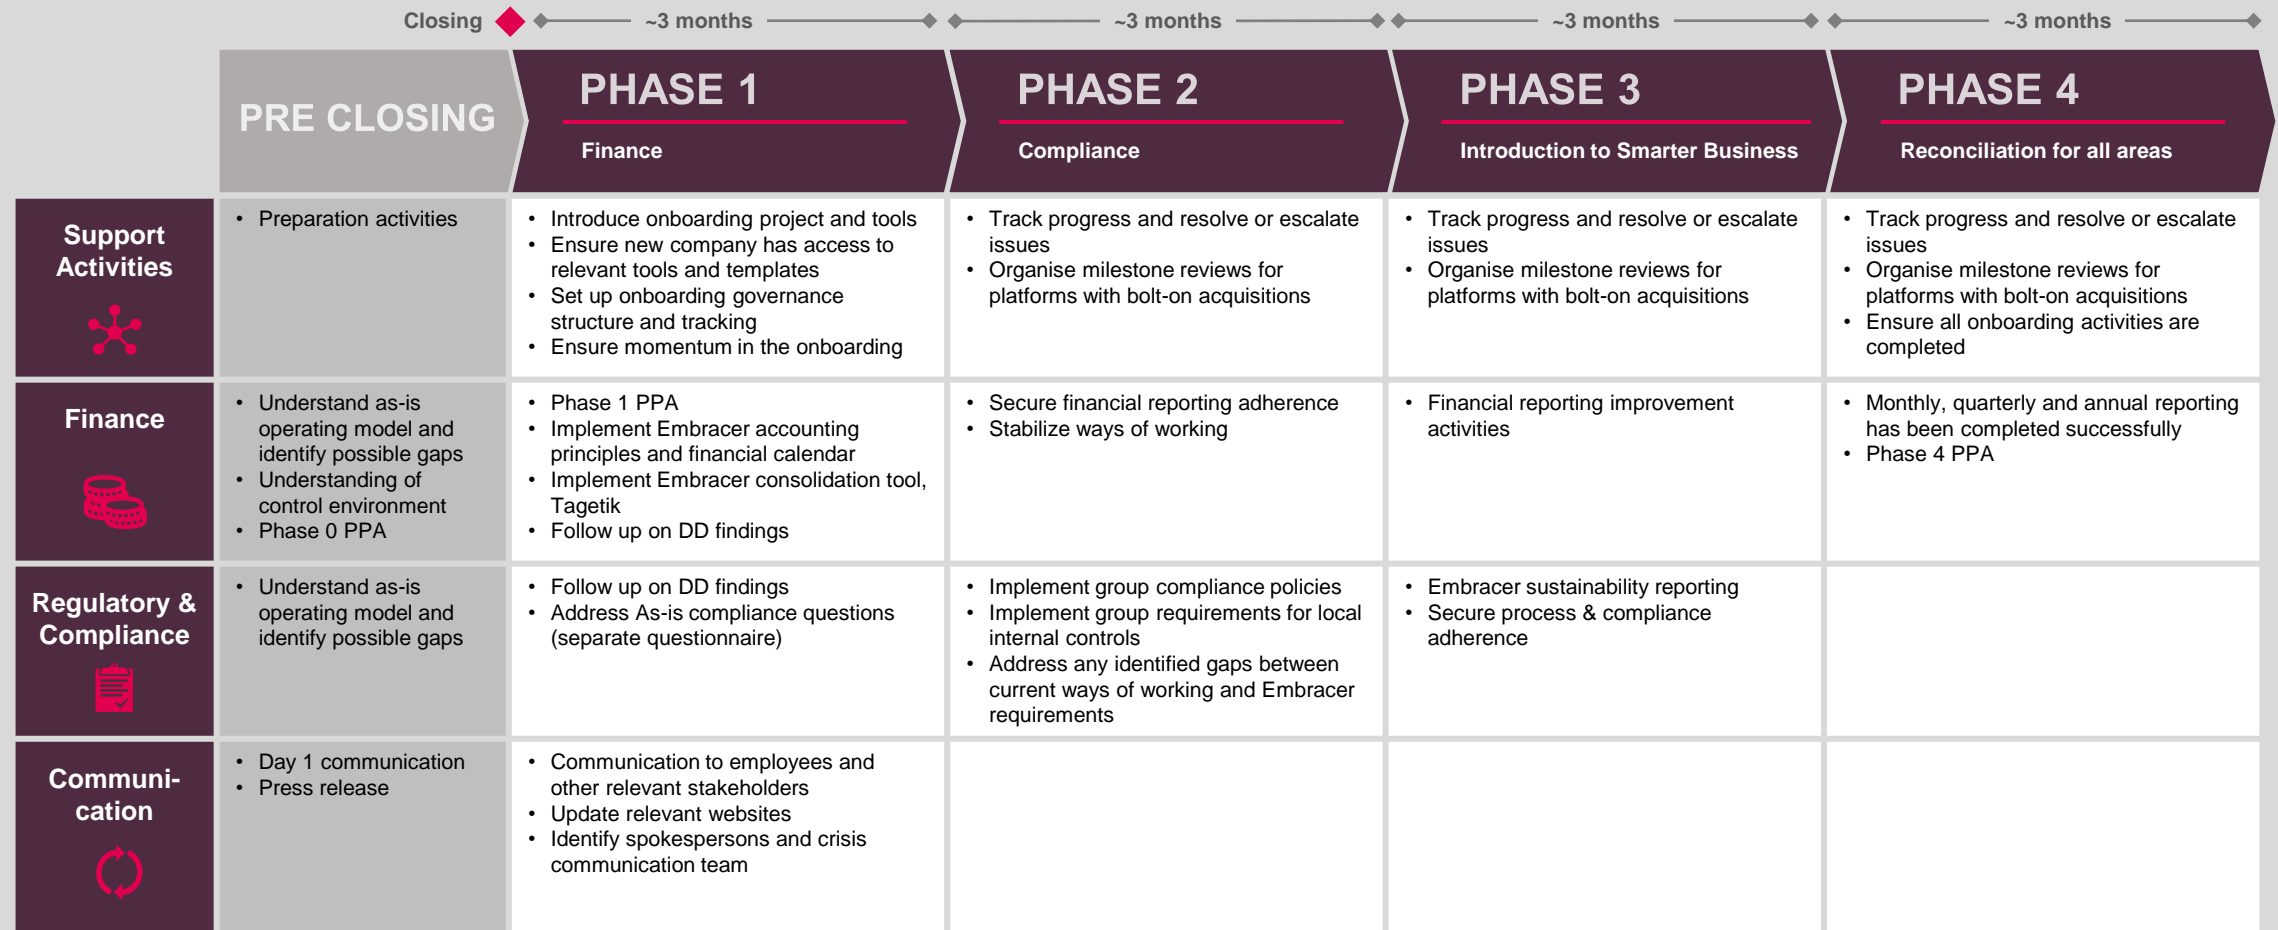 Closing
~3 months
~3 months
~3 months
~3 months
PRE CLOSING
PHASE 1
Finance
PHASE 2
Compliance
PHASE 3
Introduction to Smarter Business
PHASE 4
Reconciliation for all areas
Support
Activities
• Preparation activities
• Introduce onboarding project and tools
• Ensure new company has access to
relevant tools and templates
• Set up onboarding governance
structure and tracking
• Ensure momentum in the onboarding
• Track progress and resolve or escalate
issues
• Organise milestone reviews for
platforms with bolt-on acquisitions
• Track progress and resolve or escalate
issues
• Organise milestone reviews for
platforms with bolt-on acquisitions
• Track progress and resolve or escalate
issues
• Organise milestone reviews for
platforms with bolt-on acquisitions
• Ensure all onboarding activities are
completed
Finance
• Understand as-is
operating model and
identify possible gaps
• Understanding of
control environment
• Phase 0 PPA
• Phase 1 PPA
• Implement Embracer accounting
principles and financial calendar
• Implement Embracer consolidation tool,
Tagetik
• Follow up on DD findings
• Secure financial reporting adherence
• Stabilize ways of working
• Financial reporting improvement
activities
• Monthly, quarterly and annual reporting
has been completed successfully
• Phase 4 PPA
Regulatory &
Compliance
• Understand as-is
operating model and
identify possible gaps
• Follow up on DD findings
• Address As-is compliance questions
(separate questionnaire)
• Implement group compliance policies
• Implement group requirements for local
internal controls
• Address any identified gaps between
current ways of working and Embracer
requirements
• Embracer sustainability reporting
• Secure process & compliance
adherence
Communi-
cation
• Day 1 communication
• Press release
• Communication to employees and
other relevant stakeholders
• Update relevant websites
• Identify spokespersons and crisis
communication team